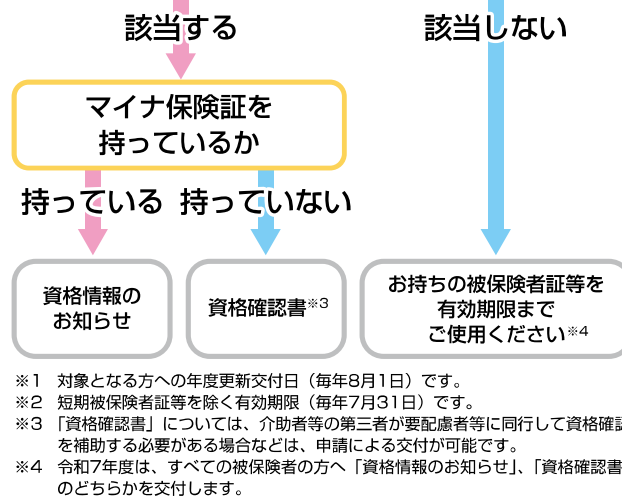 該当する
該当しない
マイナ保険証を
持っているか
持っている
持っていない
資格情報の
お知らせ
資格確認書※3
お持ちの被保険者証等を
有効期限まで
ご使用ください※4
※1 対象となる方への年度更新交付日（毎年8月1日）です。
※2 短期被保険者証等を除く有効期限（毎年7月31日）です。
※3 「資格確認書」については、介助者等の第三者が要配慮者等に同行して資格確認
を補助する必要がある場合などは、申請による交付が可能です。
※4 令和7年度は、すべての被保険者の方へ「資格情報のお知らせ」、「資格確認書
のどちらかを交付します。